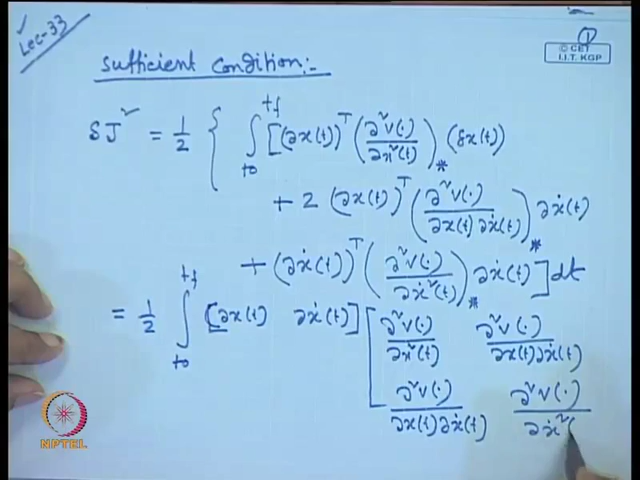 Lec-33
①
© CET
I.I.T. KGP
Sufficient Condition:-
δJ² = 1/2 { ∫_{t0}^{tf} [(∂x(t))^T (∂²V(·)/∂x²(t))_* (δx(t))
+ 2 (∂x(t))^T (∂²V(·)/∂x(t)∂ẋ(t))_* ∂ẋ(t)
+ (∂ẋ(t))^T (∂²V(·)/∂ẋ²(t))_* ∂ẋ(t)] dt
= 1/2 ∫_{t0}^{tf} [∂x(t) ∂ẋ(t)] [ ∂²V(·)/∂x²(t) ∂²V(·)/∂x(t)∂ẋ(t)
∂²V(·)/∂x(t)∂ẋ(t) ∂²V(·)/∂ẋ²(
NPTEL